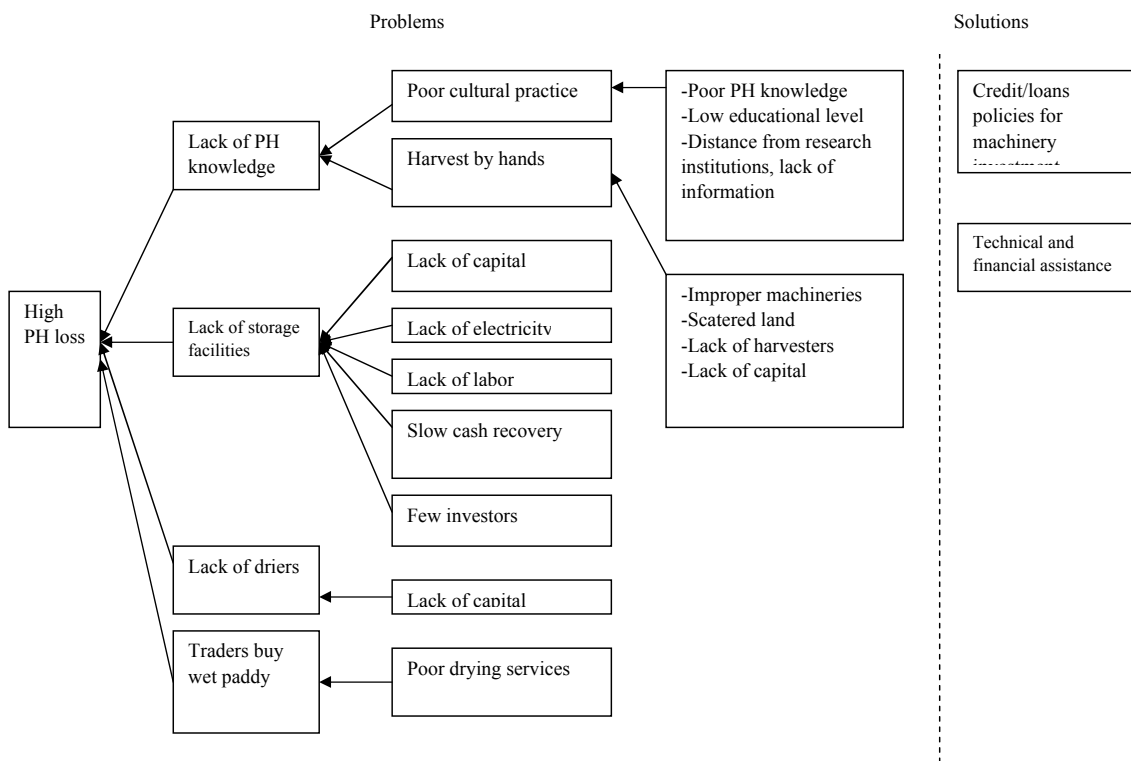 Problems
Solutions
High
PH loss
Lack of PH
knowledge
Lack of storage
facilities
Lack of driers
Traders buy
wet paddy
Poor cultural practice
Harvest by hands
Lack of capital
Lack of electricity
Lack of labor
Slow cash recovery
Few investors
Lack of capital
Poor drying services
-Poor PH knowledge
-Low educational level
-Distance from research
institutions, lack of
information
-Improper machineries
-Scatered land
-Lack of harvesters
-Lack of capital
Credit/loans
policies for
machinery
investment
Technical and
financial assistance